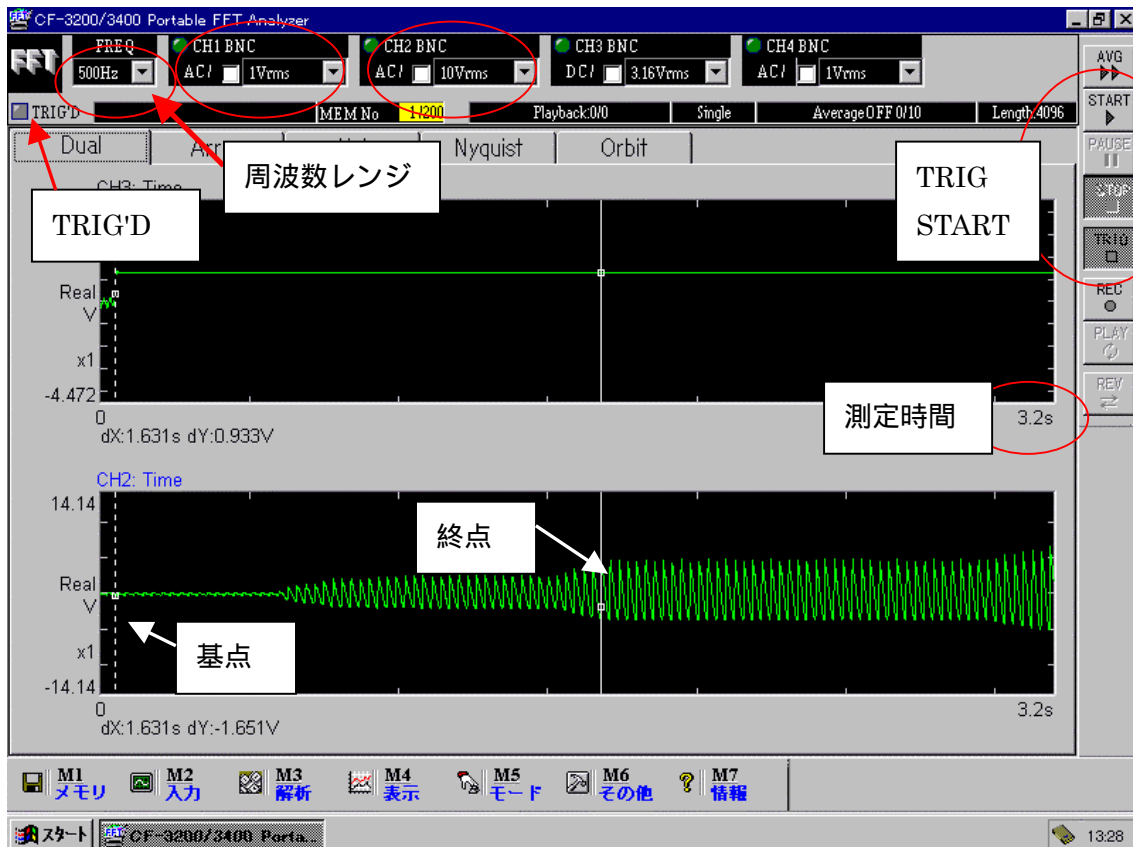 CF-3200/3400 Portable FFT Analyzer
FFT
FREQ
500Hz
CH1 BNC
AC/ 1Vrms
CH2 BNC
AC/ 10Vrms
CH3 BNC
DC/ 3.16Vrms
CH4 BNC
AC/ 1Vrms
TRIG'D
MEM No 1/200
Playback:0/0
Single
Average OFF 0/10
Length:4096
AVG
START
PAUSE
STOP
TRIG
REC
PLAY
REV
Dual
Nyquist
Orbit
周波数レンジ
TRIG'D
TRIG
START
CH3: Time
Real
V
x1
-4.472
0
3.2s
測定時間
dX:1.631s dY:0.933V
CH2: Time
14.14
終点
Real
V
基点
x1
-14.14
0
3.2s
dX:1.631s dY:-1.651V
M1 メモリ
M2 入力
M3 解析
M4 表示
M5 モード
M6 その他
M7 情報
スタート
CF-3200/3400 Porta...
13:28